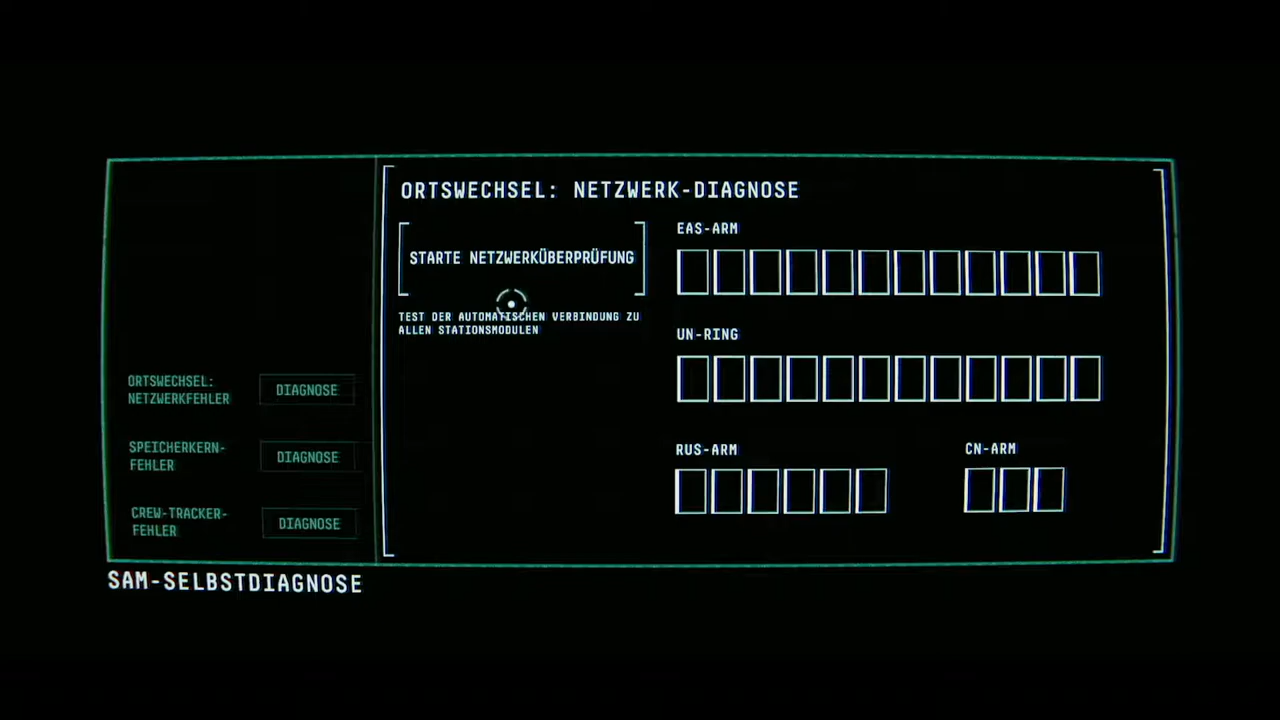 ORTSWECHSEL: NETZWERK-DIAGNOSE
STARTE NETZWERKÜBERPRÜFUNG
TEST DER AUTOMATISCHEN VERBINDUNG ZU
ALLEN STATIONSMODULEN
EAS-ARM
UN-RING
RUS-ARM
CN-ARM
ORTSWECHSEL:
NETZWERKFEHLER
DIAGNOSE
SPEICHERKERN-
FEHLER
DIAGNOSE
CREW-TRACKER-
FEHLER
DIAGNOSE
SAM-SELBSTDIAGNOSE